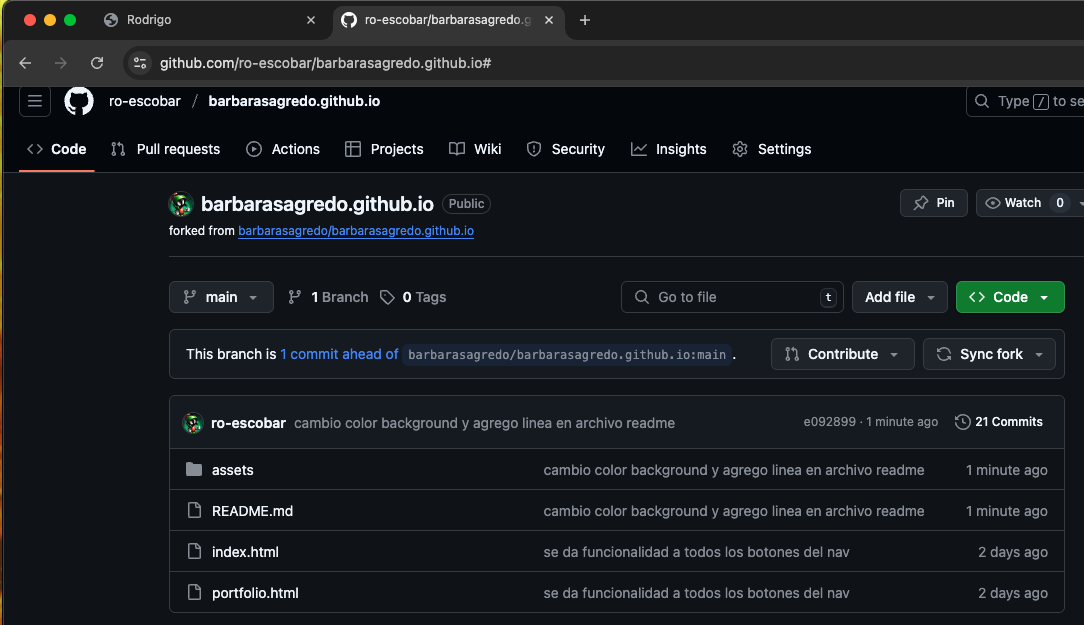 Rodrigo
ro-escobar/barbarasagredo.g
github.com/ro-escobar/barbarasagredo.github.io#
ro-escobar / barbarasagredo.github.io
Type / to se
Code Pull requests Actions Projects Wiki Security Insights Settings
barbarasagredo.github.io Public
Pin Watch 0
forked from barbarasagredo/barbarasagredo.github.io
main 1 Branch 0 Tags Go to file t Add file Code
This branch is 1 commit ahead of barbarasagredo/barbarasagredo.github.io:main . Contribute Sync fork
ro-escobar cambio color background y agrego linea en archivo readme e092899 · 1 minute ago 21 Commits
assets cambio color background y agrego linea en archivo readme 1 minute ago
README.md cambio color background y agrego linea en archivo readme 1 minute ago
index.html se da funcionalidad a todos los botones del nav 2 days ago
portfolio.html se da funcionalidad a todos los botones del nav 2 days ago